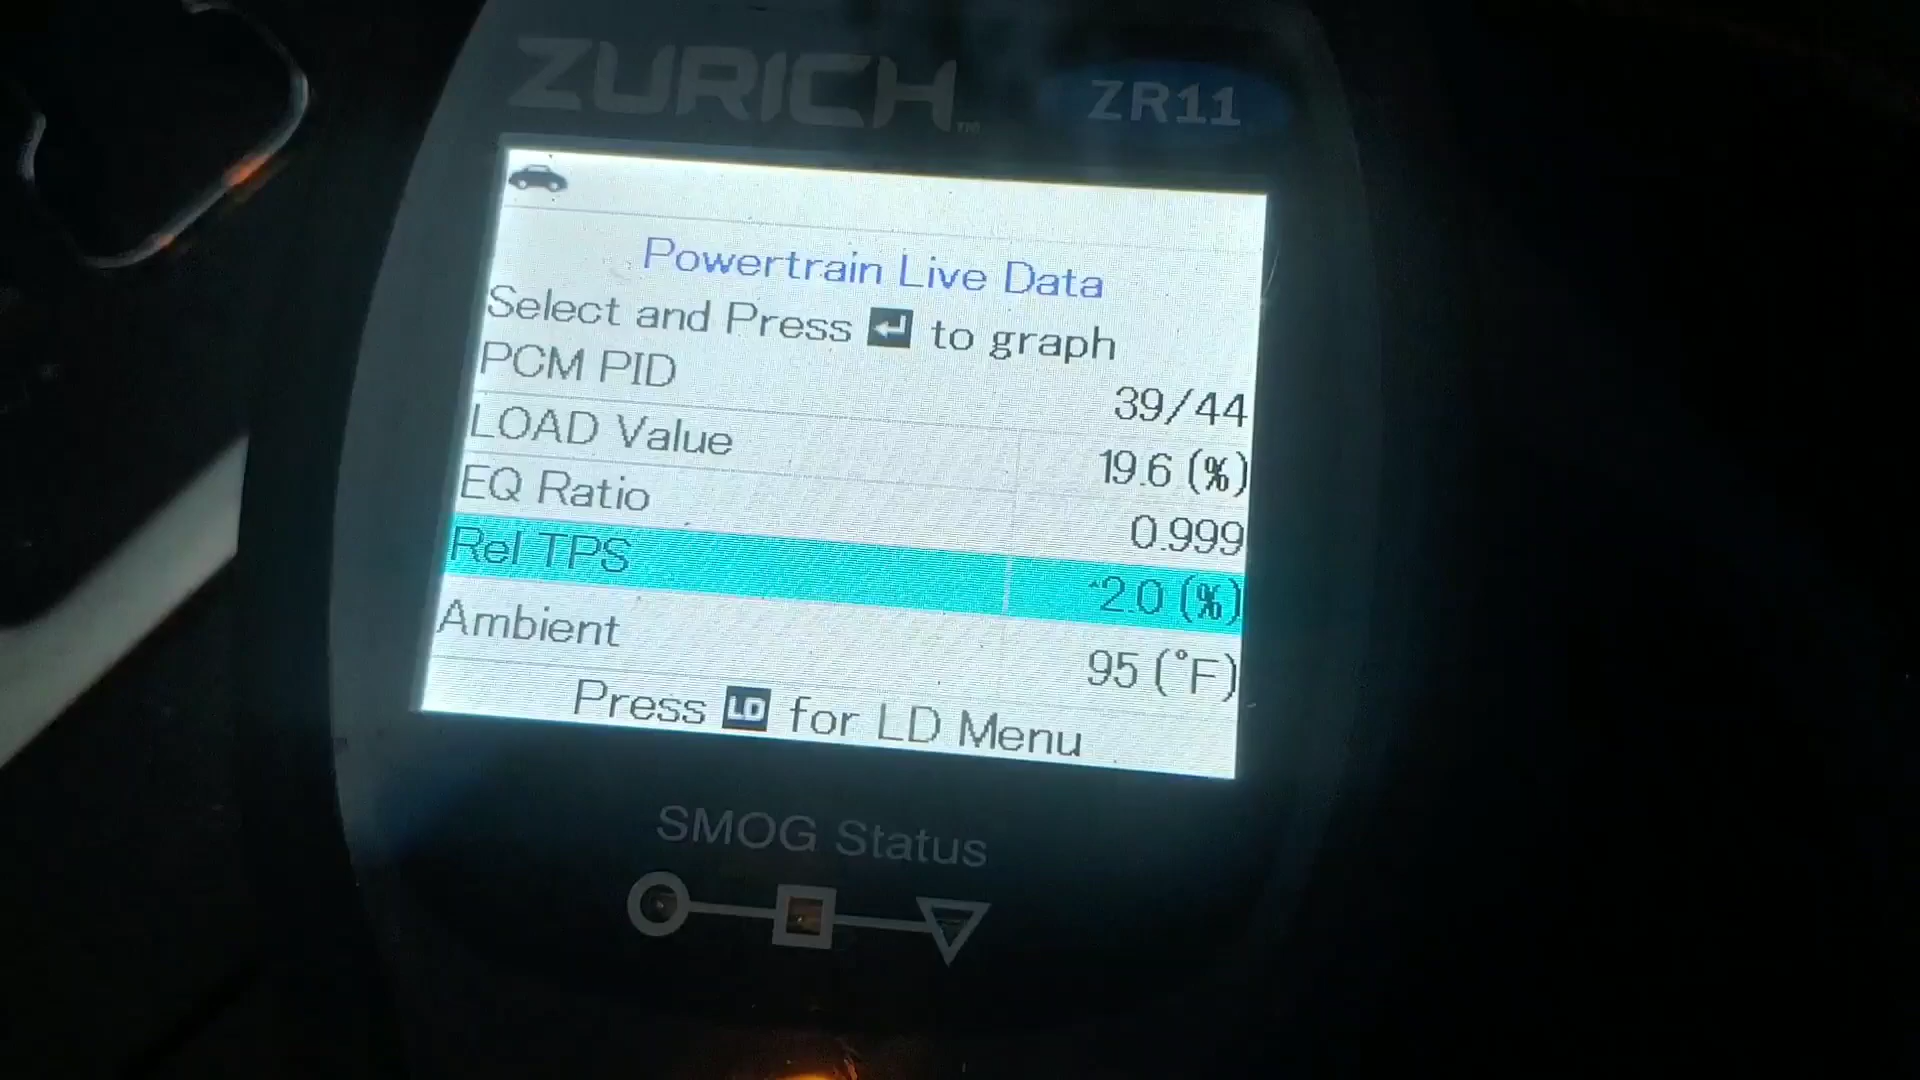 ZURICH™ ZR11
Powertrain Live Data
Select and Press ↵ to graph
PCM PID 39/44
LOAD Value 19.6 (%)
EQ Ratio 0.999
Rel TPS ^2.0 (%)
Ambient 95 (°F)
Press LD for LD Menu
SMOG Status